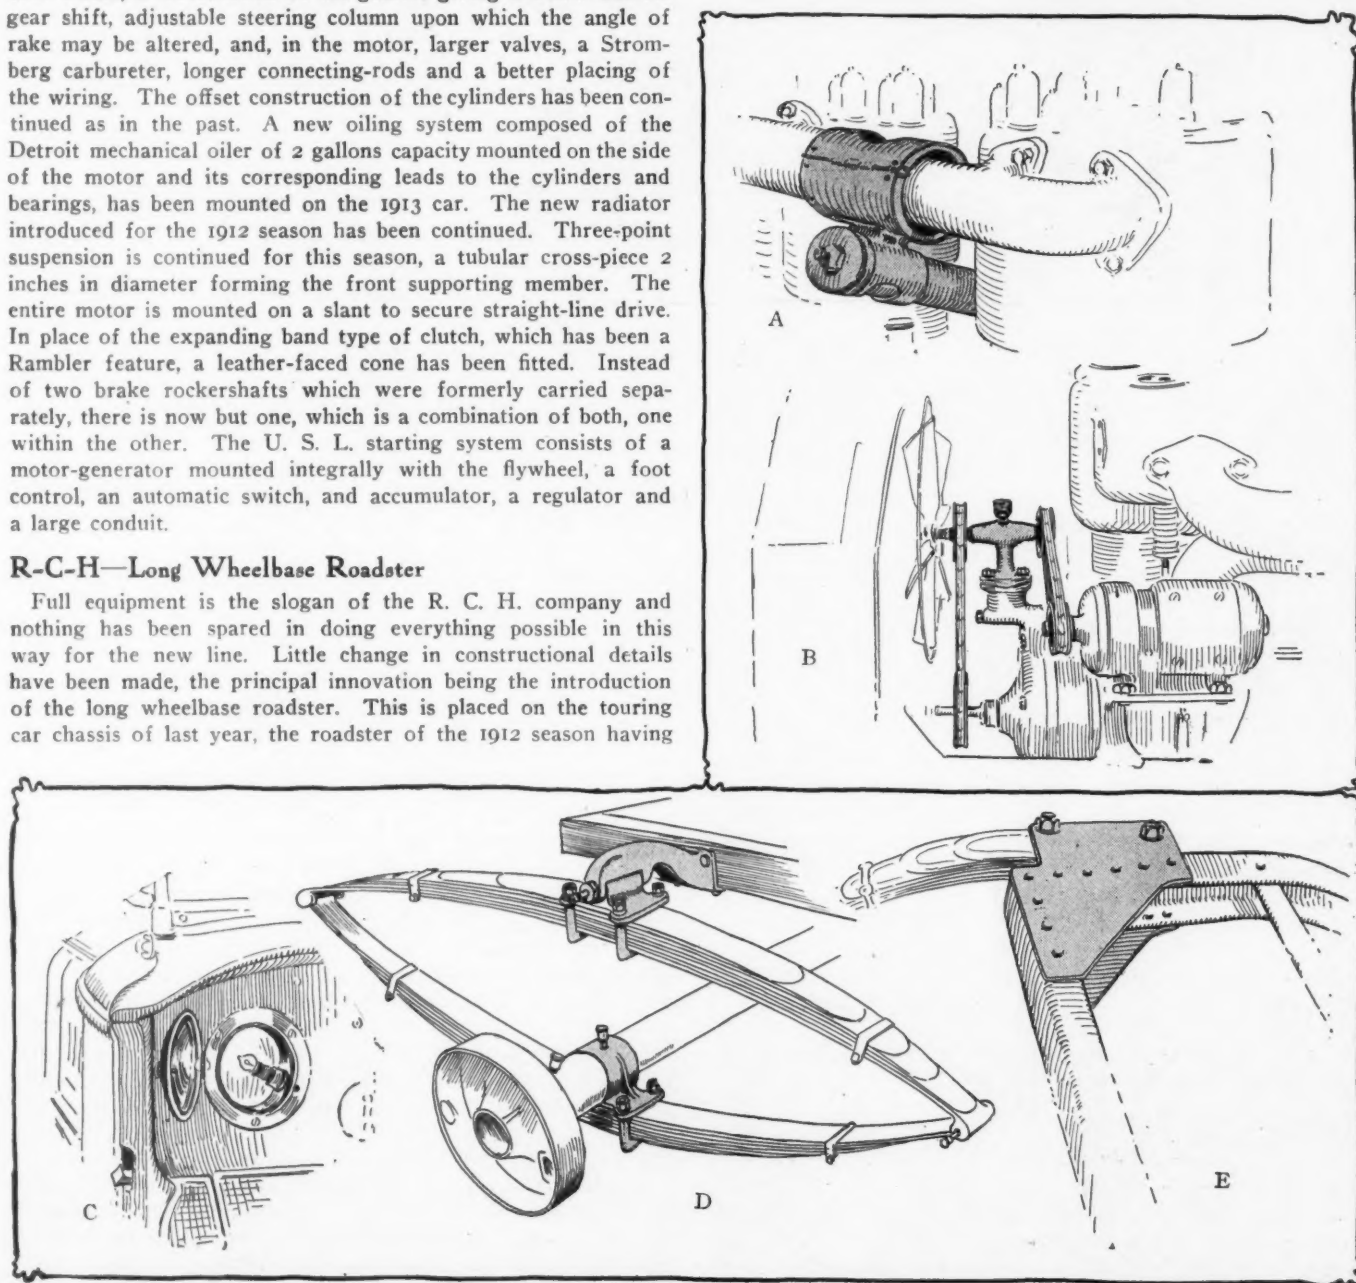 gear shift, adjustable steering column upon which the angle of
rake may be altered, and, in the motor, larger valves, a Strom-
berg carbureter, longer connecting-rods and a better placing of
the wiring. The offset construction of the cylinders has been con-
tinued as in the past. A new oiling system composed of the
Detroit mechanical oiler of 2 gallons capacity mounted on the side
of the motor and its corresponding leads to the cylinders and
bearings, has been mounted on the 1913 car. The new radiator
introduced for the 1912 season has been continued. Three-point
suspension is continued for this season, a tubular cross-piece 2
inches in diameter forming the front supporting member. The
entire motor is mounted on a slant to secure straight-line drive.
In place of the expanding band type of clutch, which has been a
Rambler feature, a leather-faced cone has been fitted. Instead
of two brake rockershafts which were formerly carried sepa-
rately, there is now but one, which is a combination of both, one
within the other. The U. S. L. starting system consists of a
motor-generator mounted integrally with the flywheel, a foot
control, an automatic switch, and accumulator, a regulator and
a large conduit.
R-C-H—Long Wheelbase Roadster
Full equipment is the slogan of the R. C. H. company and
nothing has been spared in doing everything possible in this
way for the new line. Little change in constructional details
have been made, the principal innovation being the introduction
of the long wheelbase roadster. This is placed on the touring
car chassis of last year, the roadster of the 1912 season having
A
B
C
D
E